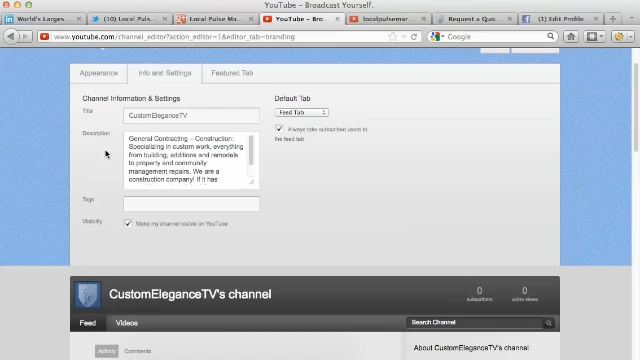 YouTube - Broadcast Yourself.
World's Larges...
(10) Local Puls...
Local Pulse Ma...
YouTube - Bro...
localpulsemar...
Request a Quo...
(1) Edit Profile
www.youtube.com/channel_editor?action_editor=1&editor_tab=branding
Google
Appearance
Info and Settings
Featured Tab
Channel Information & Settings
Default Tab
Title
CustomEleganceTV
Feed Tab
Description
General Contracting – Construction:
Specializing in custom work, everything
from building, additions and remodels
to property and community
management repairs. We are a
construction company! If it has
Always take subscribed users to
the feed tab
Tags
Visibility
Make my channel visible on YouTube
CustomEleganceTV's channel
0
subscribers
0
video views
Feed
Videos
Search Channel
Activity
Comments
About CustomEleganceTV's channel